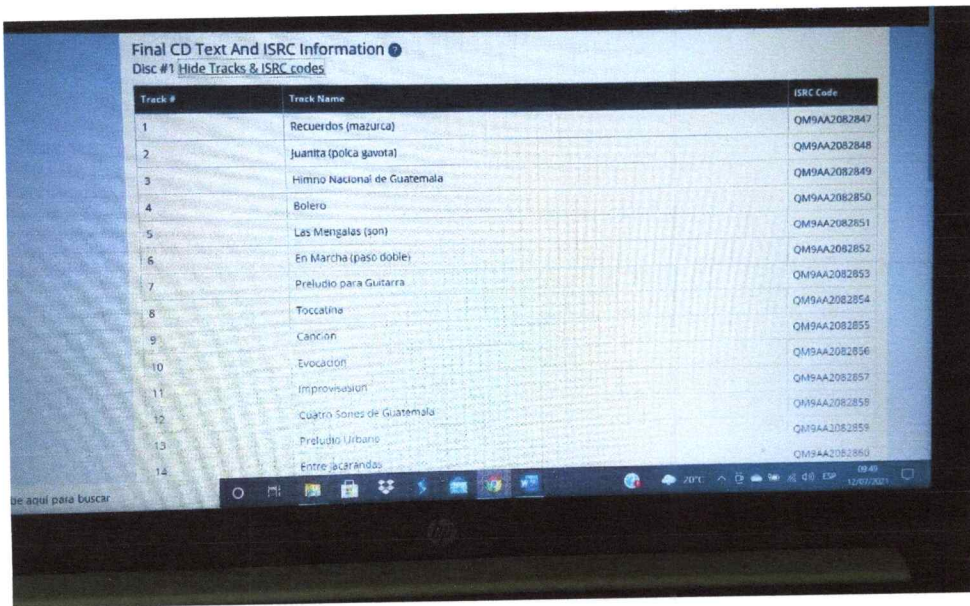 Final CD Text And ISRC Information ?
Disc #1 Hide Tracks & ISRC codes
Track # Track Name ISRC Code
1 Recuerdos (mazurca) QM9AA2082847
2 Juanita (polca gavota) QM9AA2082848
3 Himno Nacional de Guatemala QM9AA2082849
4 Bolero QM9AA2082850
5 Las Mengalas (son) QM9AA2082851
6 En Marcha (paso doble) QM9AA2082852
7 Preludio para Guitarra QM9AA2082853
8 Toccatina QM9AA2082854
9 Cancion QM9AA2082855
10 Evocacion QM9AA2082856
11 Improvisasion QM9AA2082857
12 Cuatro Sones de Guatemala QM9AA2082858
13 Preludio Urbano QM9AA2082859
14 Entre Jacarandas QM9AA2082860
be aquí para buscar
20°C ESP 09:49
12/07/2021
hp